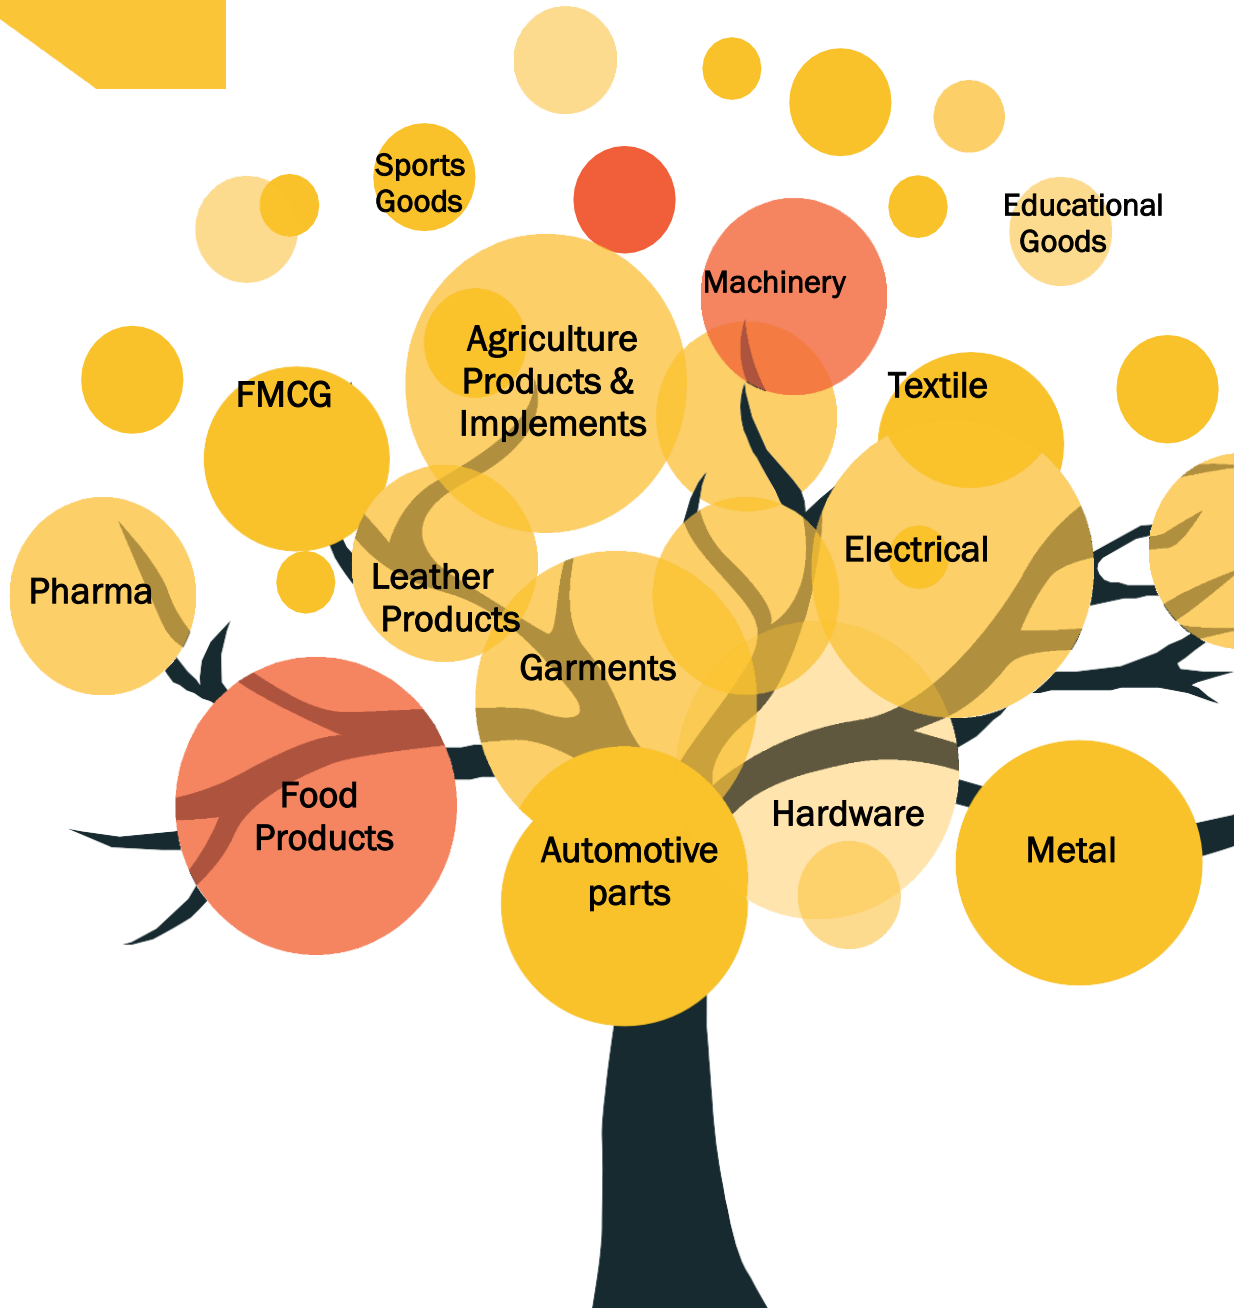 Sports
Goods
Educational
Goods
Machinery
Agriculture
Products &
Implements
FMCG
Textile
Electrical
Pharma
Leather
Products
Garments
Food
Products
Hardware
Automotive
parts
Metal